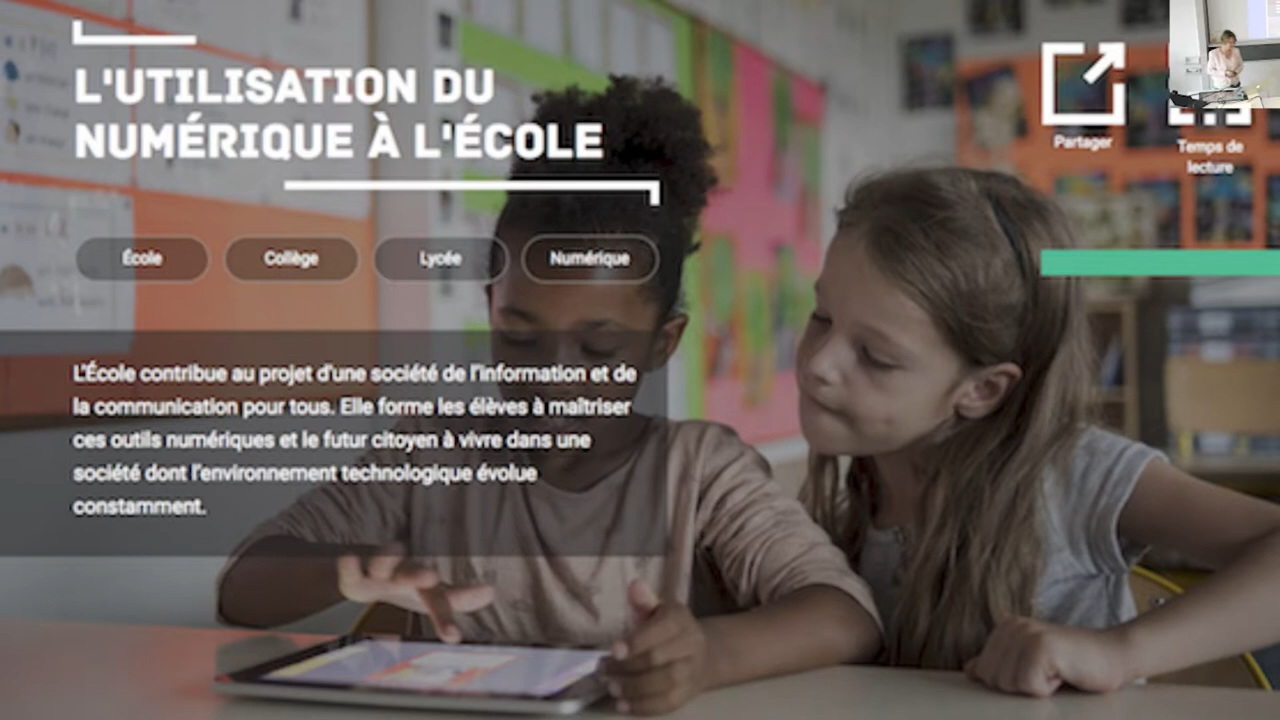 L'UTILISATION DU
NUMÉRIQUE À L'ÉCOLE
Partager
Temps de
lecture
École
Collège
Lycée
Numérique
L'École contribue au projet d'une société de l'information et de
la communication pour tous. Elle forme les élèves à maîtriser
ces outils numériques et le futur citoyen à vivre dans une
société dont l'environnement technologique évolue
constamment.